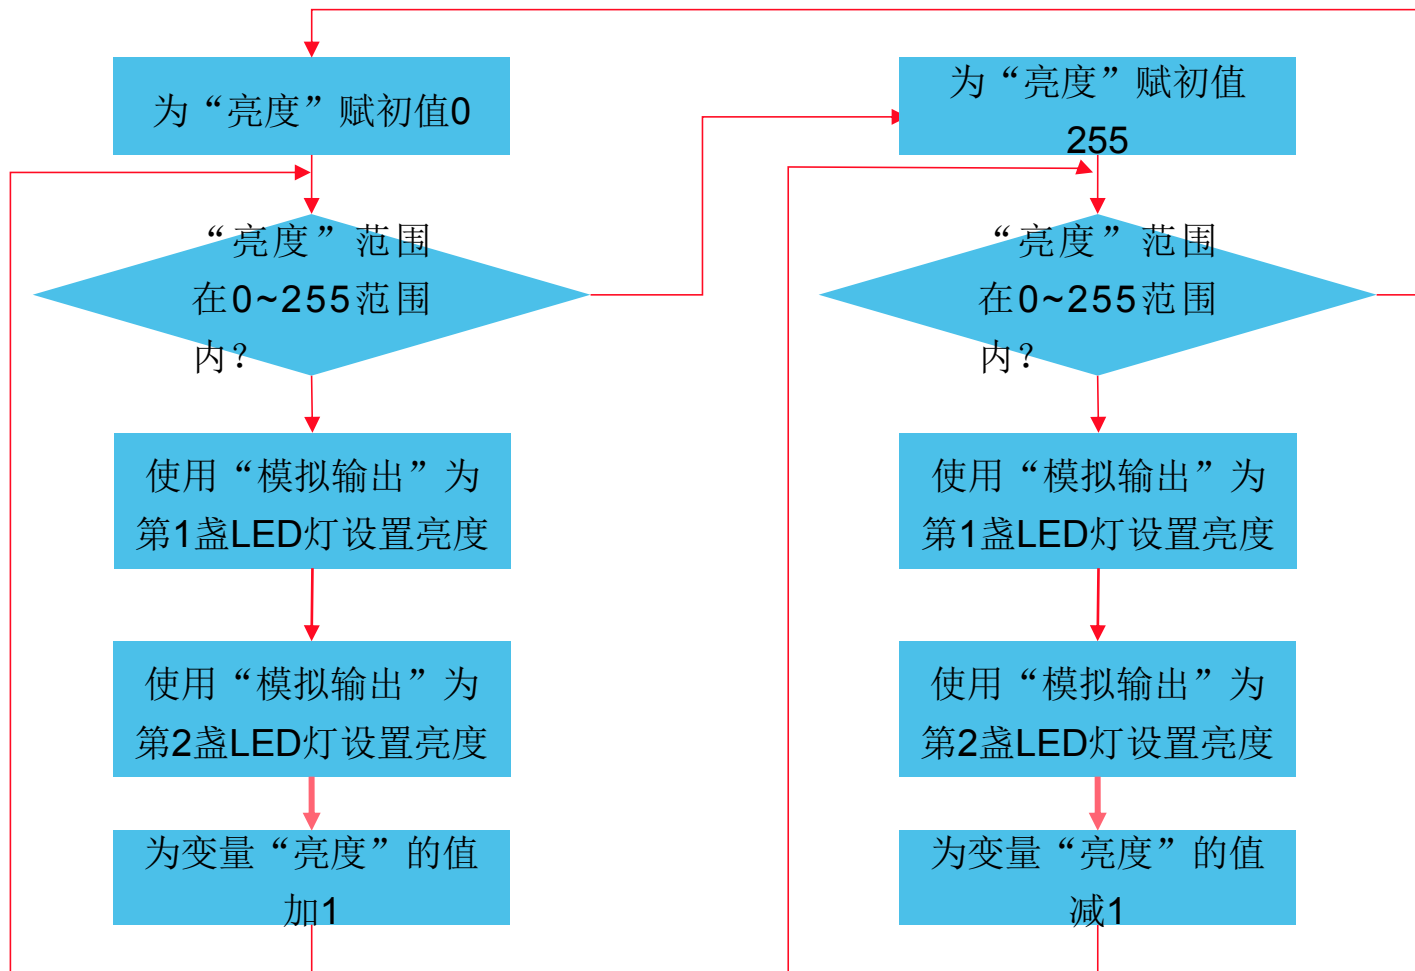 为“亮度”赋初值0
“亮度”范围
在0~255范围
内?
使用“模拟输出”为
第1盏LED灯设置亮度
使用“模拟输出”为
第2盏LED灯设置亮度
为变量“亮度”的值
加1
为“亮度”赋初值
255
“亮度”范围
在0~255范围
内?
使用“模拟输出”为
第1盏LED灯设置亮度
使用“模拟输出”为
第2盏LED灯设置亮度
为变量“亮度”的值
减1